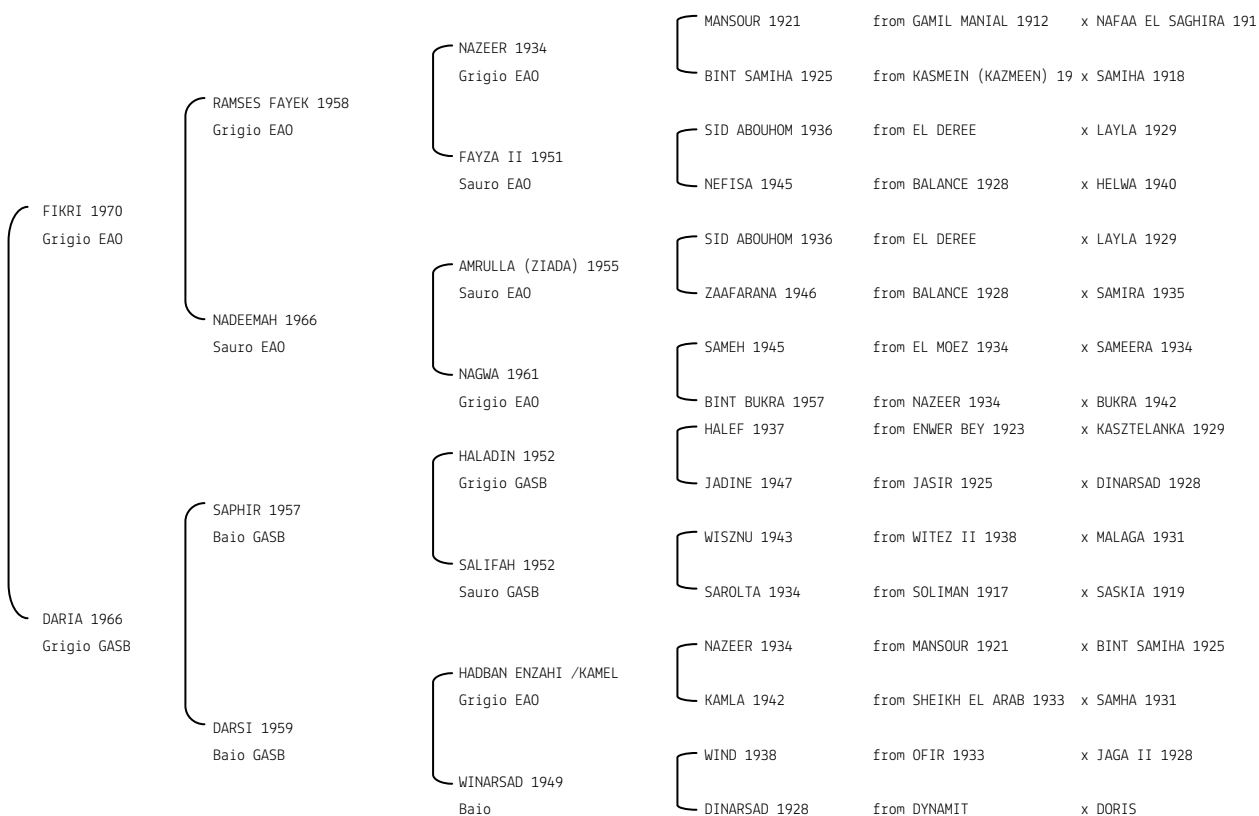 MANSOUR 1921 from GAMIL MANIAL 1912 x NAFAA EL SAGHIRA 191
NAZEER 1934
Grigio EAO BINT SAMIHA 1925 from KASMEIN (KAZMEEN) 19 x SAMIHA 1918
RAMSES FAYEK 1958
Grigio EAO SID ABOUHOM 1936 from EL DEREE x LAYLA 1929
FAYZA II 1951
Sauro EAO NEFISA 1945 from BALANCE 1928 x HELWA 1940
FIKRI 1970
Grigio EAO SID ABOUHOM 1936 from EL DEREE x LAYLA 1929
AMRULLA (ZIADA) 1955
Sauro EAO ZAAFARANA 1946 from BALANCE 1928 x SAMIRA 1935
NADEEMAH 1966
Sauro EAO SAMEH 1945 from EL MOEZ 1934 x SAMEERA 1934
NAGWA 1961
Grigio EAO BINT BUKRA 1957 from NAZEER 1934 x BUKRA 1942
HALEF 1937 from ENWER BEY 1923 x KASZTELANKA 1929
HALADIN 1952
Grigio GASB JADINE 1947 from JASIR 1925 x DINARSAD 1928
SAPHIR 1957
Baio GASB WISZNU 1943 from WITEZ II 1938 x MALAGA 1931
SALIFAH 1952
Sauro GASB SAROLTA 1934 from SOLIMAN 1917 x SASKIA 1919
DARIA 1966
Grigio GASB NAZEER 1934 from MANSOUR 1921 x BINT SAMIHA 1925
HADBAN ENZAHI /KAMEL
Grigio EAO KAMLA 1942 from SHEIKH EL ARAB 1933 x SAMHA 1931
DARSI 1959
Baio GASB WIND 1938 from OFIR 1933 x JAGA II 1928
WINARSAD 1949
Baio DINARSAD 1928 from DYNAMIT x DORIS